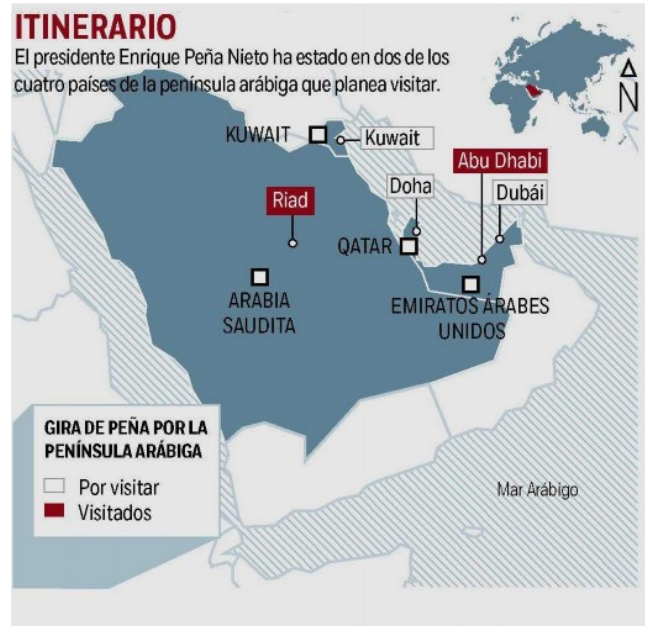 ITINERARIO
El presidente Enrique Peña Nieto ha estado en dos de los
cuatro países de la península arábiga que planea visitar.
N
KUWAIT
Kuwait
Abu Dhabi
Riad
Doha
Dubái
QATAR
ARABIA
SAUDITA
EMIRATOS ÁRABES
UNIDOS
GIRA DE PEÑA POR LA
PENÍNSULA ARÁBIGA
Por visitar
Visitados
Mar Arábigo